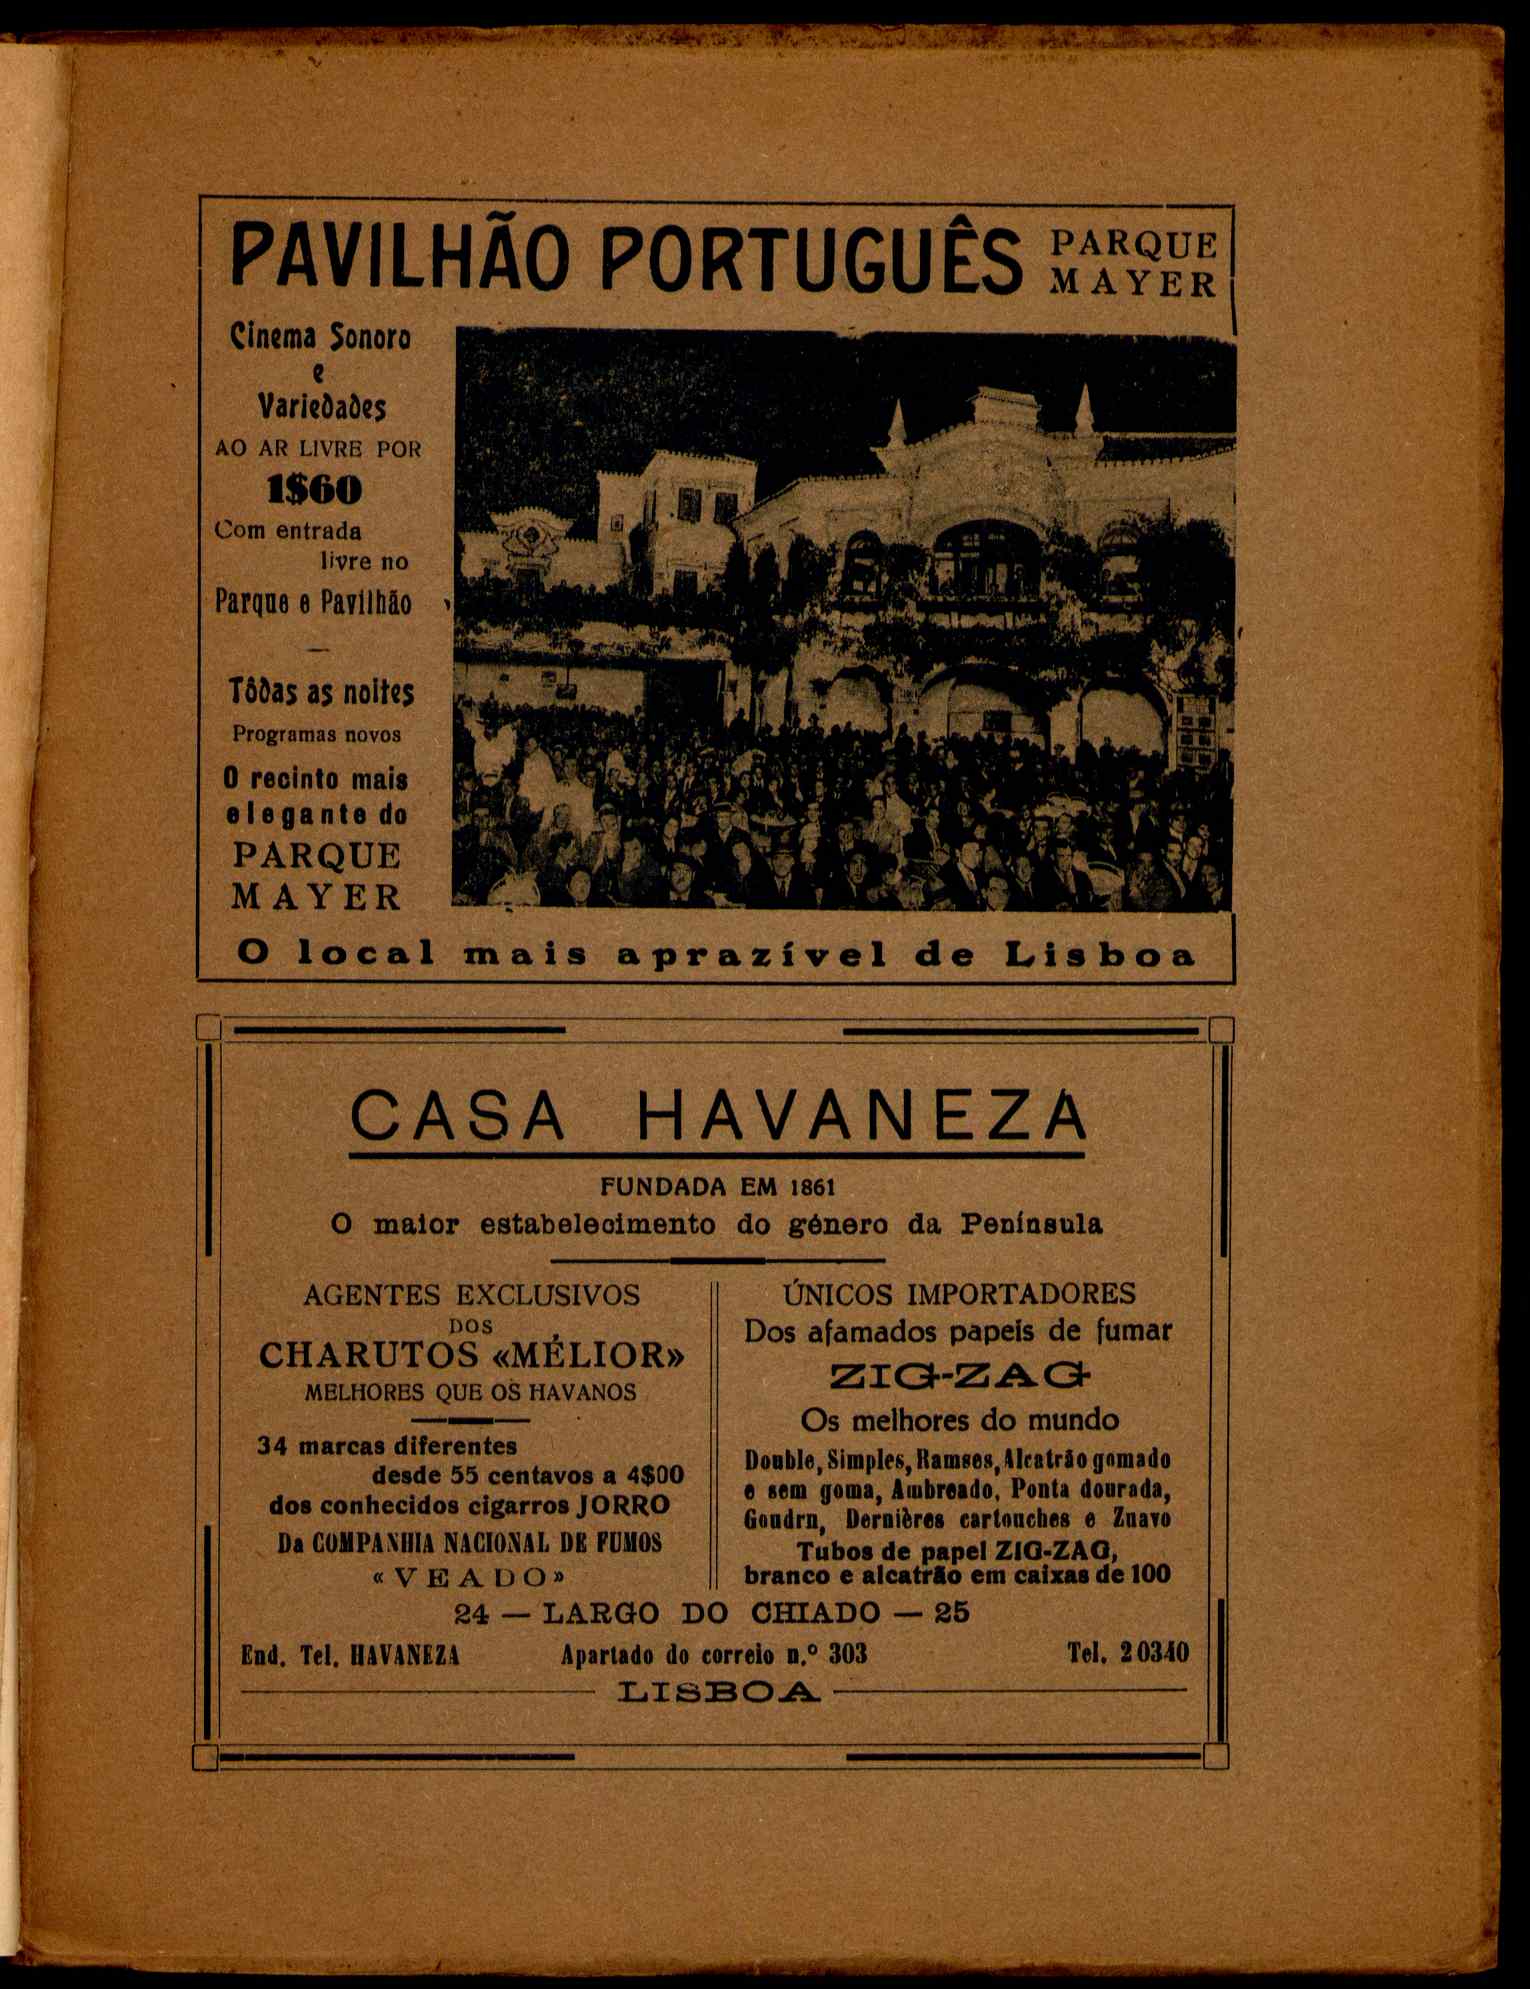 PAVILHÃO PORTUGUÊS
PARQUE
MAYER
Cinema Sonoro
e
Variedades
AO AR LIVRE POR
1$60
Com entrada
livre no
Parque e Pavilhão
Tôdas as noites
Programas novos
O recinto mais
elegante do
PARQUE
MAYER
O local mais aprazível de Lisboa
CASA HAVANEZA
FUNDADA EM 1861
O maior estabelecimento do género da Península
AGENTES EXCLUSIVOS
DOS
CHARUTOS «MÉLIOR»
MELHORES QUE OS HAVANOS
34 marcas diferentes
desde 55 centavos a 4$00
dos conhecidos cigarros JORRO
Da COMPANHIA NACIONAL DE FUMOS
«VEADO»
ÚNICOS IMPORTADORES
Dos afamados papeis de fumar
ZIG-ZAG
Os melhores do mundo
Double, Simples, Ramses, Alcatrão gomado
e sem goma, Ambreado, Ponta dourada,
Goudrn, Dernières cartouches e Zuavo
Tubos de papel ZIG-ZAG,
branco e alcatrão em caixas de 100
24 — LARGO DO CHIADO — 25
End. Tel. HAVANEZA Apartado do correio n.º 303 Tel. 20340
LISBOA